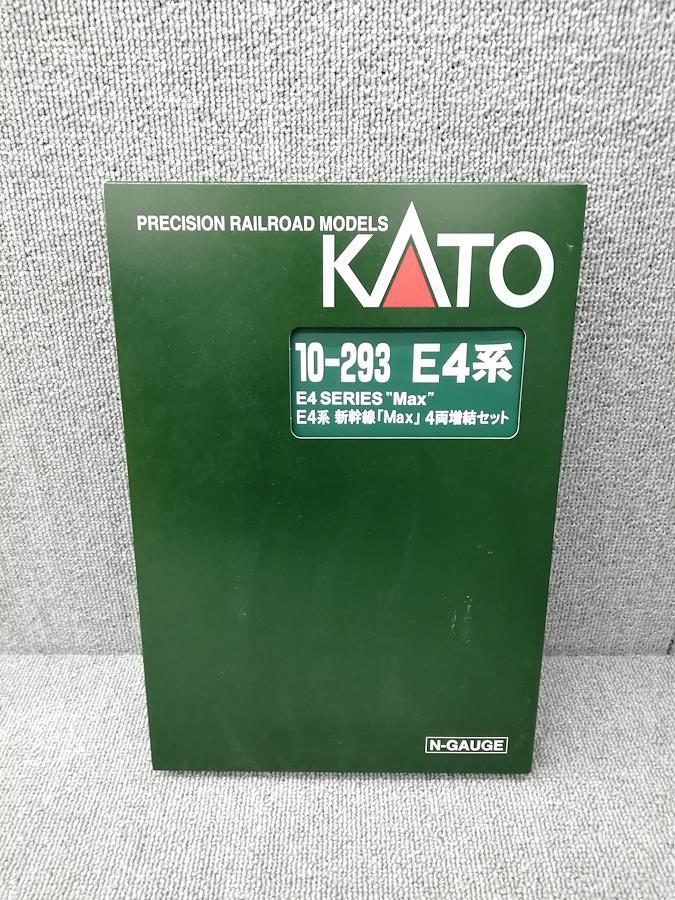 PRECISION RAILROAD MODELS
KATO
10-293 E4系
E4 SERIES "Max"
E4系 新幹線「Max」4両増結セット
N-GAUGE